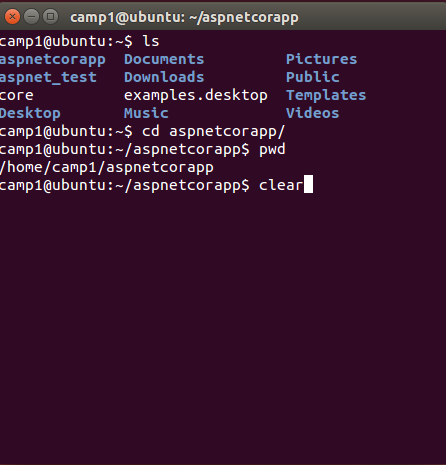 camp1@ubuntu: ~/aspnetcorapp
camp1@ubuntu:~$ ls
aspnetcorapp  Documents         Pictures
aspnet_test   Downloads         Public
core          examples.desktop  Templates
Desktop       Music             Videos
camp1@ubuntu:~$ cd aspnetcorapp/
camp1@ubuntu:~/aspnetcorapp$ pwd
/home/camp1/aspnetcorapp
camp1@ubuntu:~/aspnetcorapp$ clear